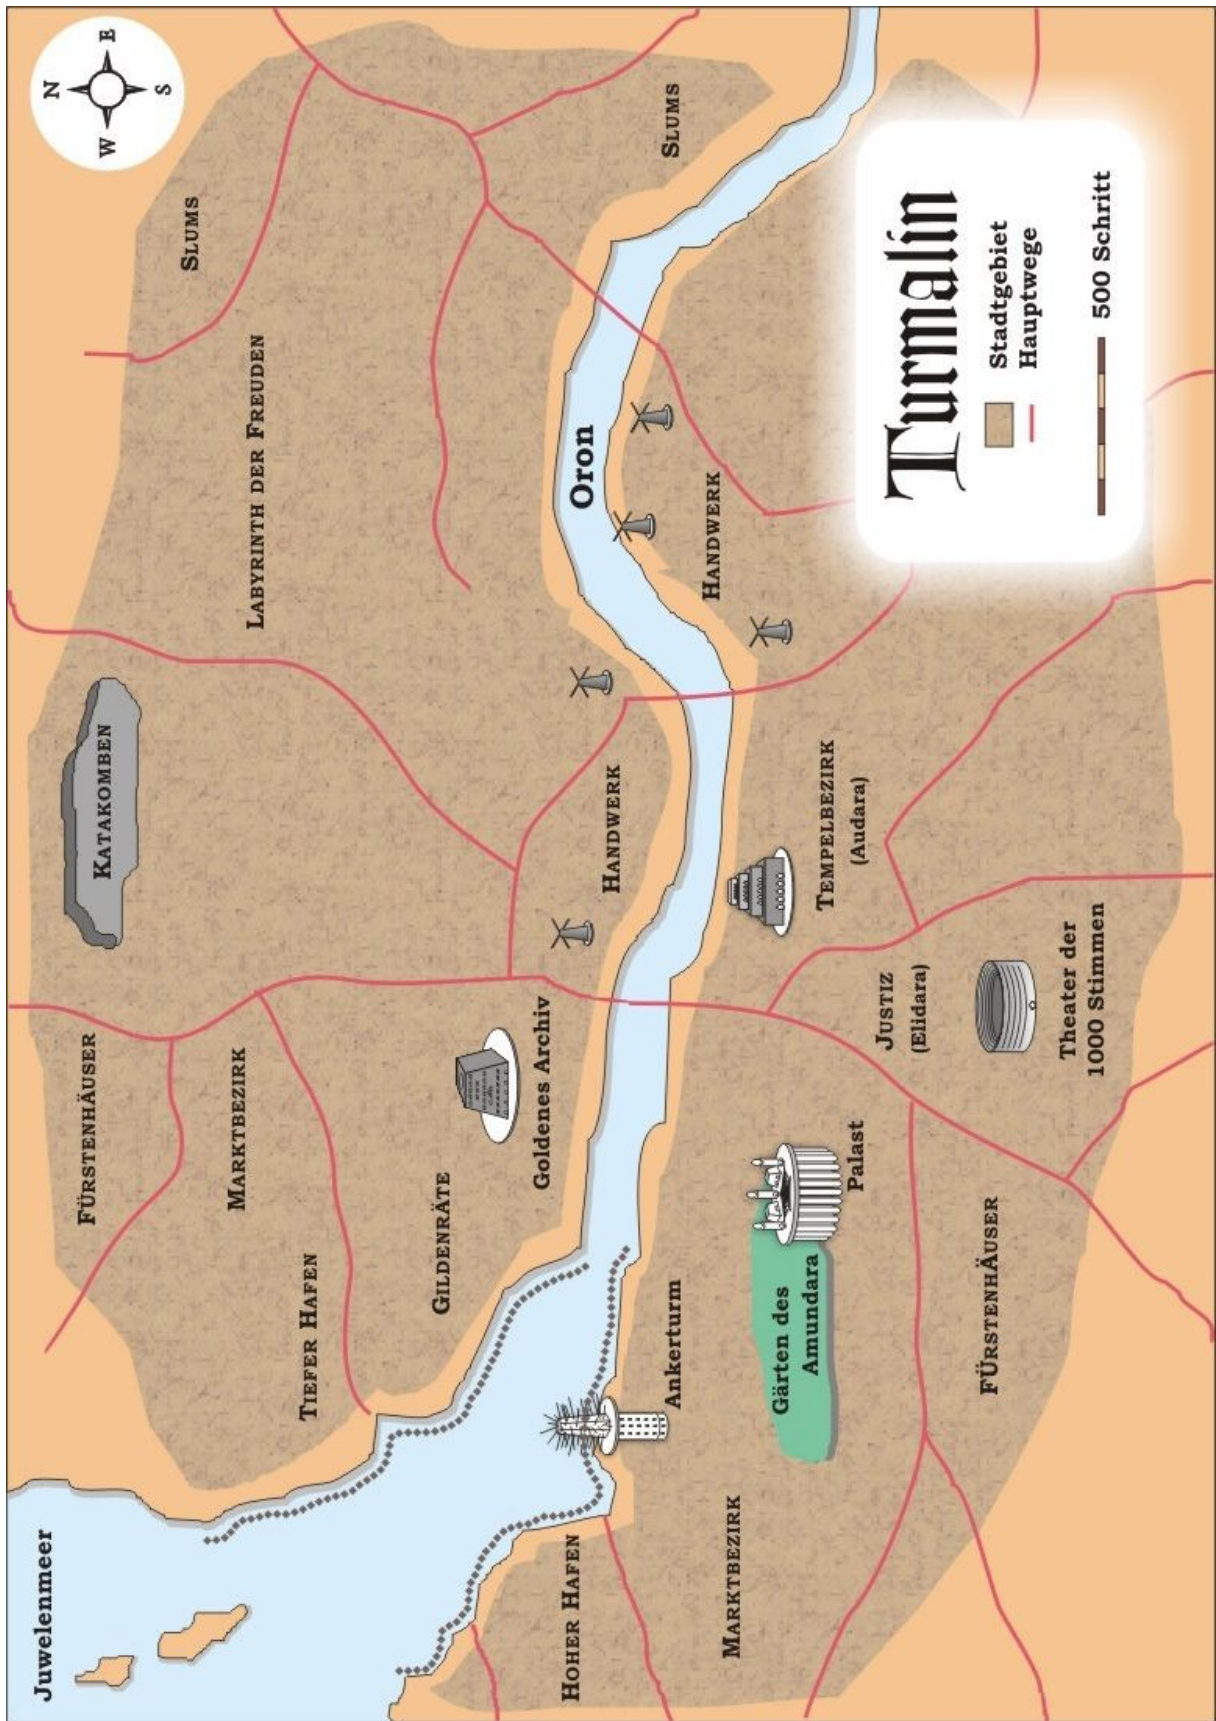 Juwelenmeer
N
W E
S
FÜRSTENHÄUSER
KATAKOMBEN
SLUMS
MARKTBEZIRK
LABYRINTH DER FREUDEN
TIEFER HAFEN
GILDENRÄTE
Goldenes Archiv
HOHER HAFEN
HANDWERK
Oron
SLUMS
Ankerturm
HANDWERK
MARKTBEZIRK
Gärten des
Amundara
Palast
TEMPELBEZIRK
(Audara)
JUSTIZ
(Elidara)
FÜRSTENHÄUSER
Theater der
1000 Stimmen
Turmalin
Stadtgebiet
Hauptwege
500 Schritt